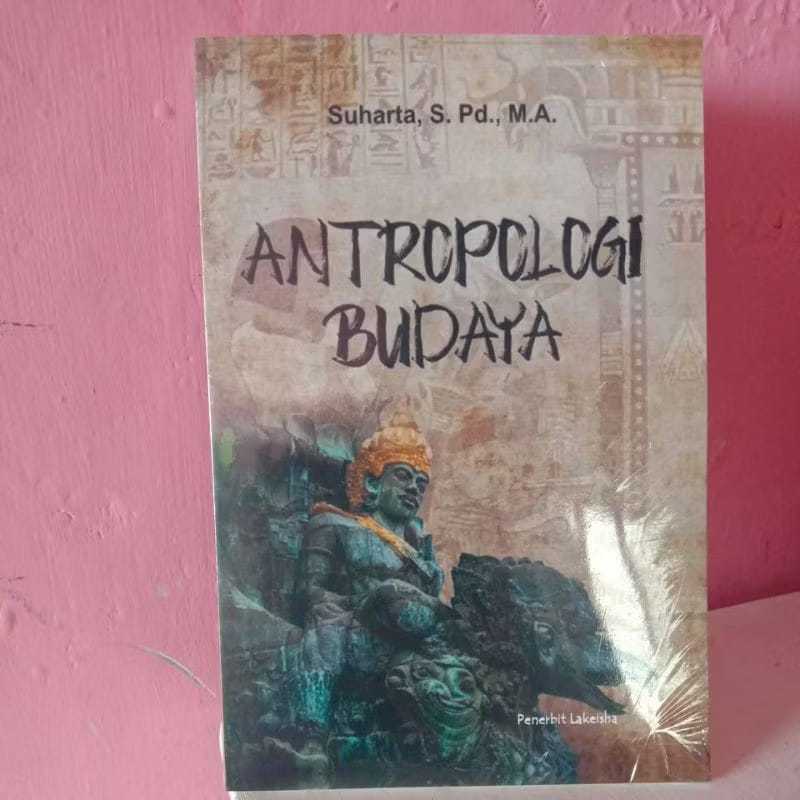 Suharta, S. Pd., M.A.
ANTROPOLOGI
BUDAYA
Penerbit Lakeisha